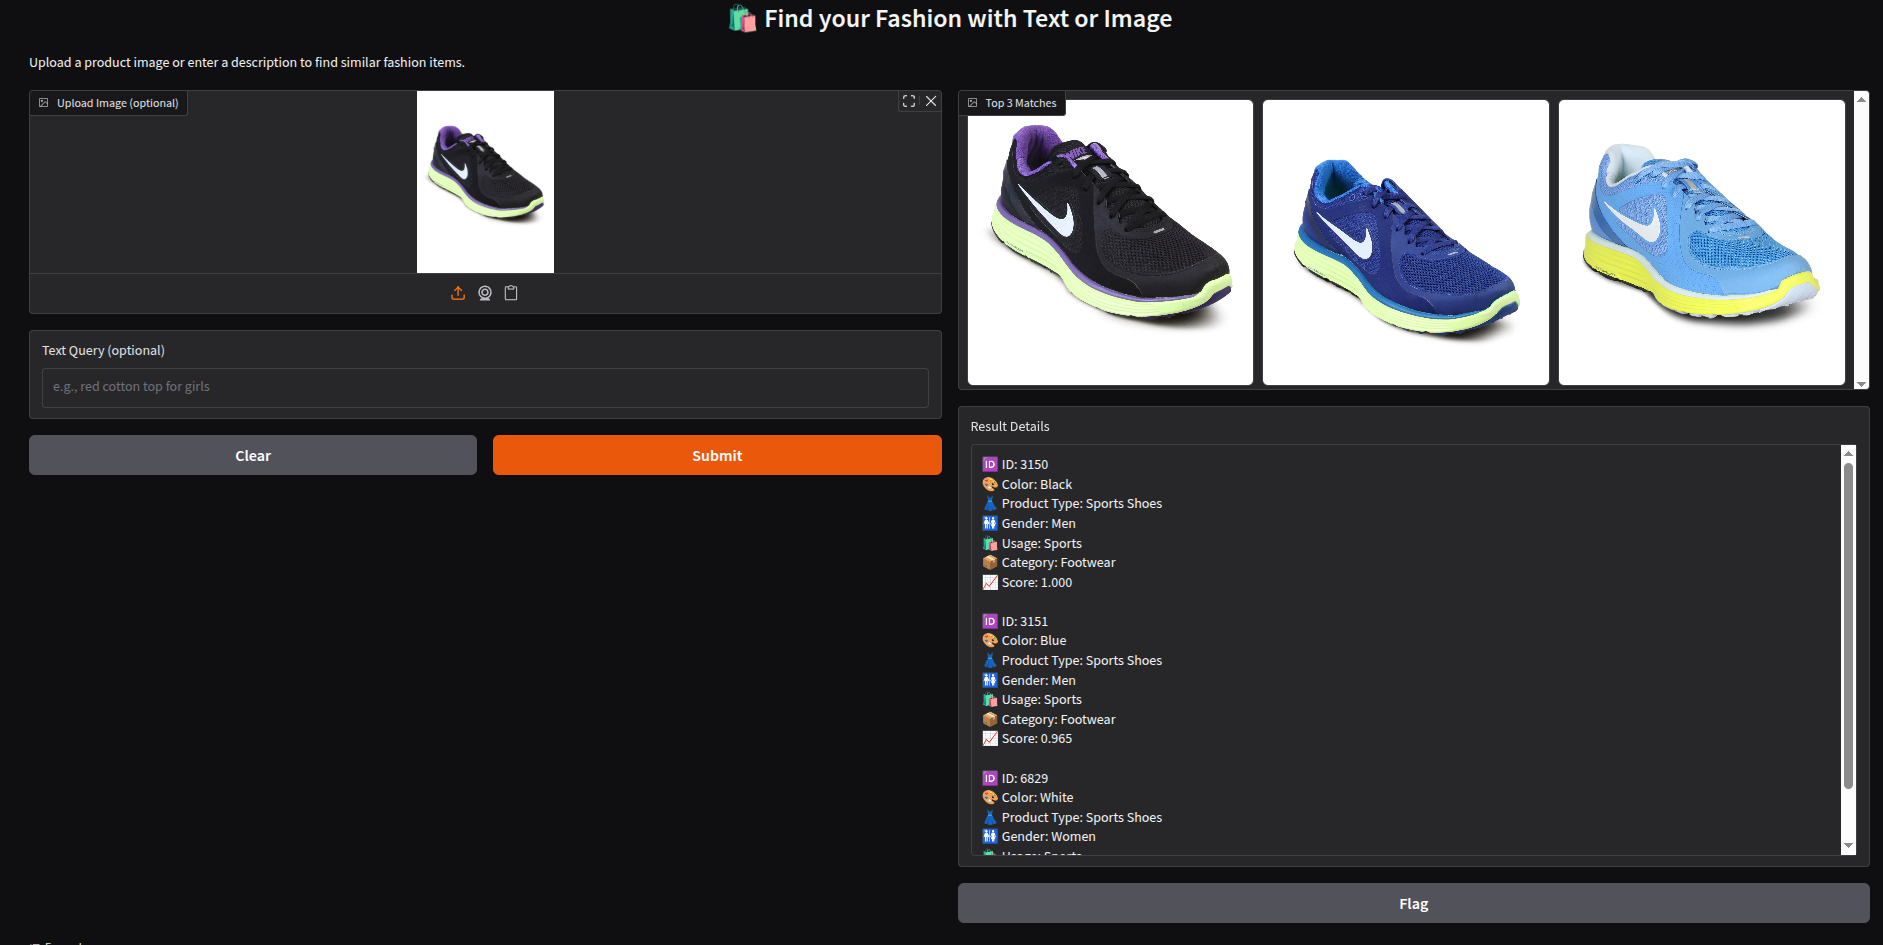 🛍️ Find your Fashion with Text or Image
Upload a product image or enter a description to find similar fashion items.
Upload Image (optional)
Text Query (optional)
e.g., red cotton top for girls
Clear
Submit
Top 3 Matches
NIKE
Result Details
🆔 ID: 3150
🎨 Color: Black
👗 Product Type: Sports Shoes
🚻 Gender: Men
🛍️ Usage: Sports
📦 Category: Footwear
📈 Score: 1.000
🆔 ID: 3151
🎨 Color: Blue
👗 Product Type: Sports Shoes
🚻 Gender: Men
🛍️ Usage: Sports
📦 Category: Footwear
📈 Score: 0.965
🆔 ID: 6829
🎨 Color: White
👗 Product Type: Sports Shoes
🚻 Gender: Women
🛍️ Usage: Sports
Flag